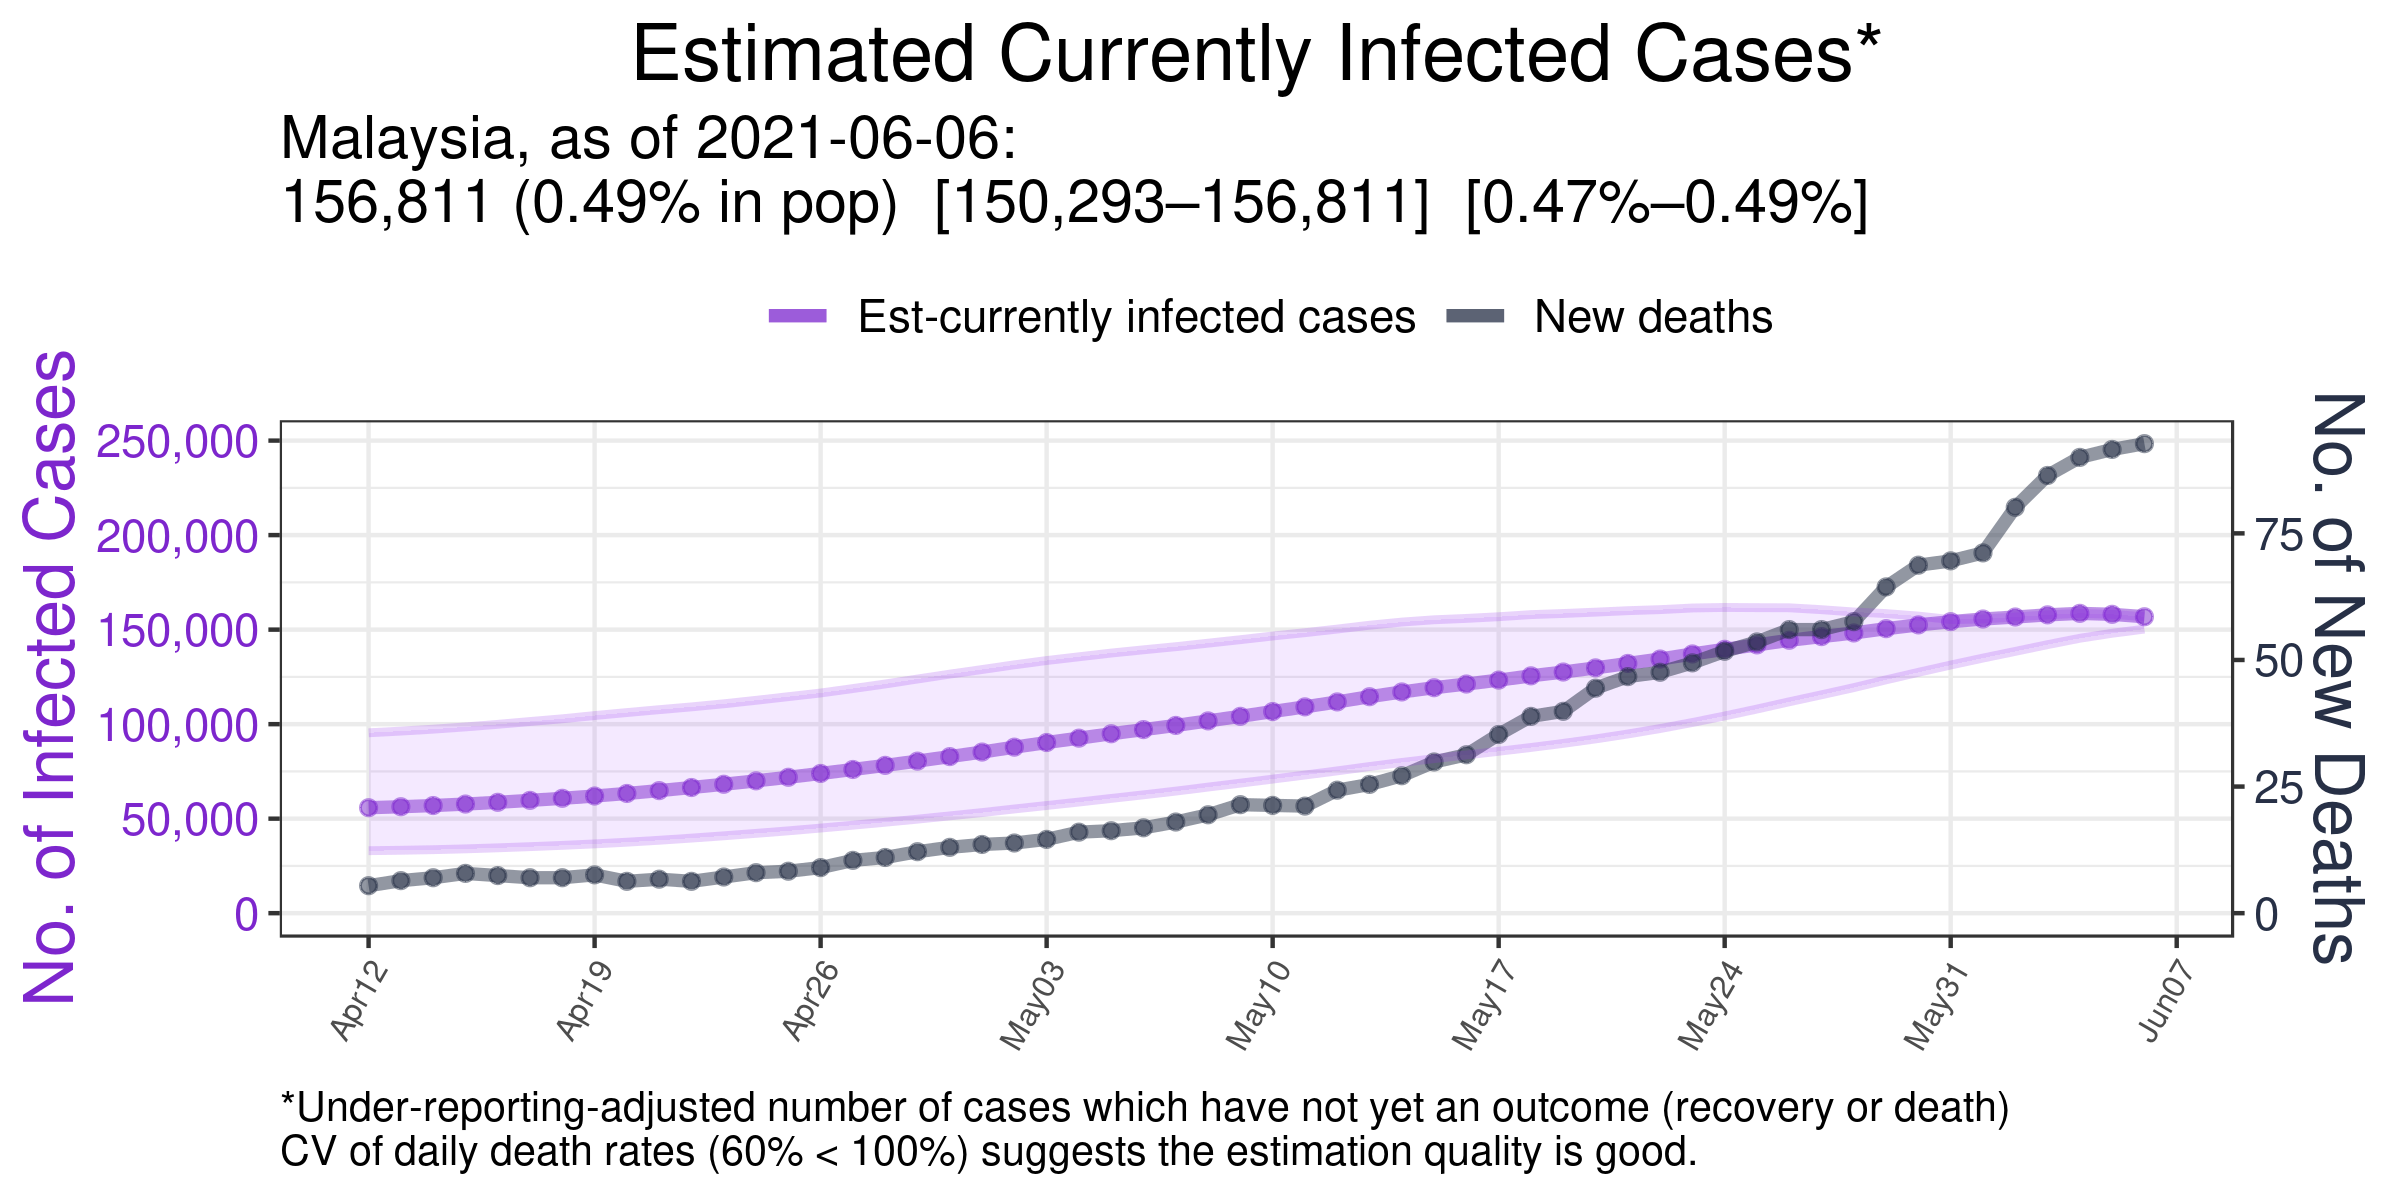 Estimated Currently Infected Cases*
Malaysia, as of 2021-06-06:
156,811 (0.49% in pop)  [150,293–156,811]  [0.47%–0.49%]
Est-currently infected cases
New deaths
No. of Infected Cases
250,000
200,000
150,000
100,000
50,000
0
No. of New Deaths
75
50
25
0
Apr12
Apr19
Apr26
May03
May10
May17
May24
May31
Jun07
*Under-reporting-adjusted number of cases which have not yet an outcome (recovery or death)
CV of daily death rates (60% < 100%) suggests the estimation quality is good.